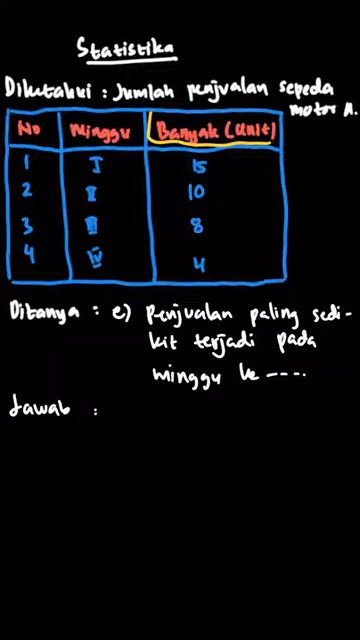 Statistika
Diketahui : Jumlah penjualan sepeda
motor A.
No Minggu Banyak (Unit)
1 I 15
2 II 10
3 III 8
4 IV 4
Ditanya : e) Penjualan paling sedi-
kit terjadi pada
minggu ke ----.
Jawab :